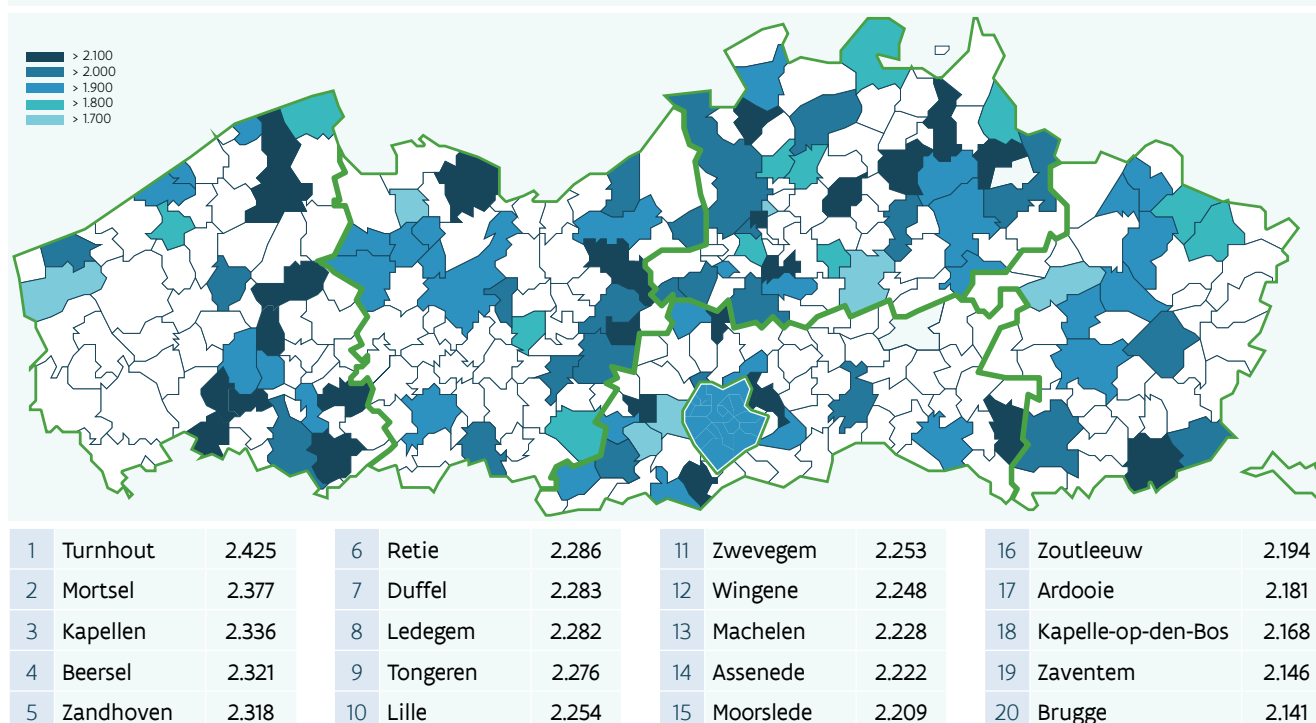 > 2.100
> 2.000
> 1.900
> 1.800
> 1.700
1 Turnhout 2.425 6 Retie 2.286 11 Zwevegem 2.253 16 Zoutleeuw 2.194
2 Mortsel 2.377 7 Duffel 2.283 12 Wingene 2.248 17 Ardooie 2.181
3 Kapellen 2.336 8 Ledegem 2.282 13 Machelen 2.228 18 Kapelle-op-den-Bos 2.168
4 Beersel 2.321 9 Tongeren 2.276 14 Assenede 2.222 19 Zaventem 2.146
5 Zandhoven 2.318 10 Lille 2.254 15 Moorslede 2.209 20 Brugge 2.141